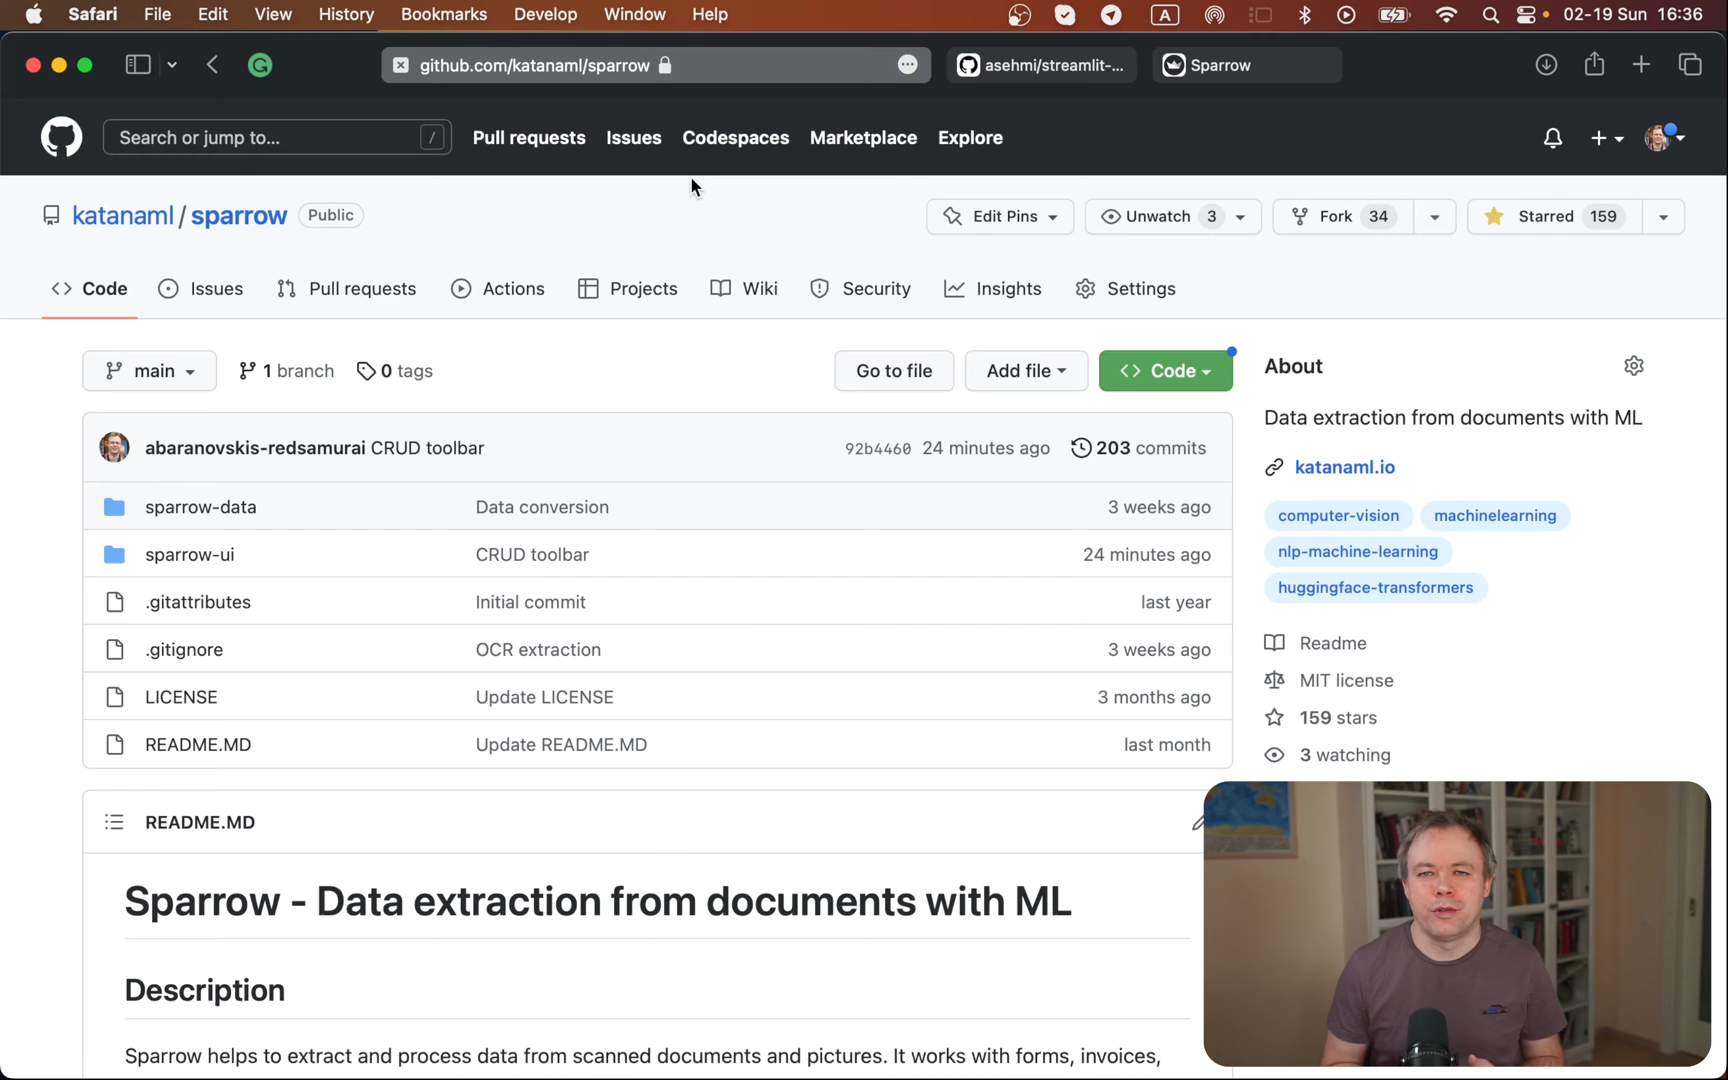 Safari File Edit View History Bookmarks Develop Window Help A 02-19 Sun 16:36
github.com/katanaml/sparrow asehmi/streamlit-... Sparrow
Search or jump to... / Pull requests Issues Codespaces Marketplace Explore
katanaml / sparrow Public Edit Pins Unwatch 3 Fork 34 Starred 159
Code Issues Pull requests Actions Projects Wiki Security Insights Settings
main 1 branch 0 tags Go to file Add file Code
abaranovskis-redsamurai CRUD toolbar 92b4460 24 minutes ago 203 commits
sparrow-data Data conversion 3 weeks ago
sparrow-ui CRUD toolbar 24 minutes ago
.gitattributes Initial commit last year
.gitignore OCR extraction 3 weeks ago
LICENSE Update LICENSE 3 months ago
README.MD Update README.MD last month
About
Data extraction from documents with ML
katanaml.io
computer-vision machinelearning
nlp-machine-learning
huggingface-transformers
Readme
MIT license
159 stars
3 watching
README.MD
Sparrow - Data extraction from documents with ML
Description
Sparrow helps to extract and process data from scanned documents and pictures. It works with forms, invoices,